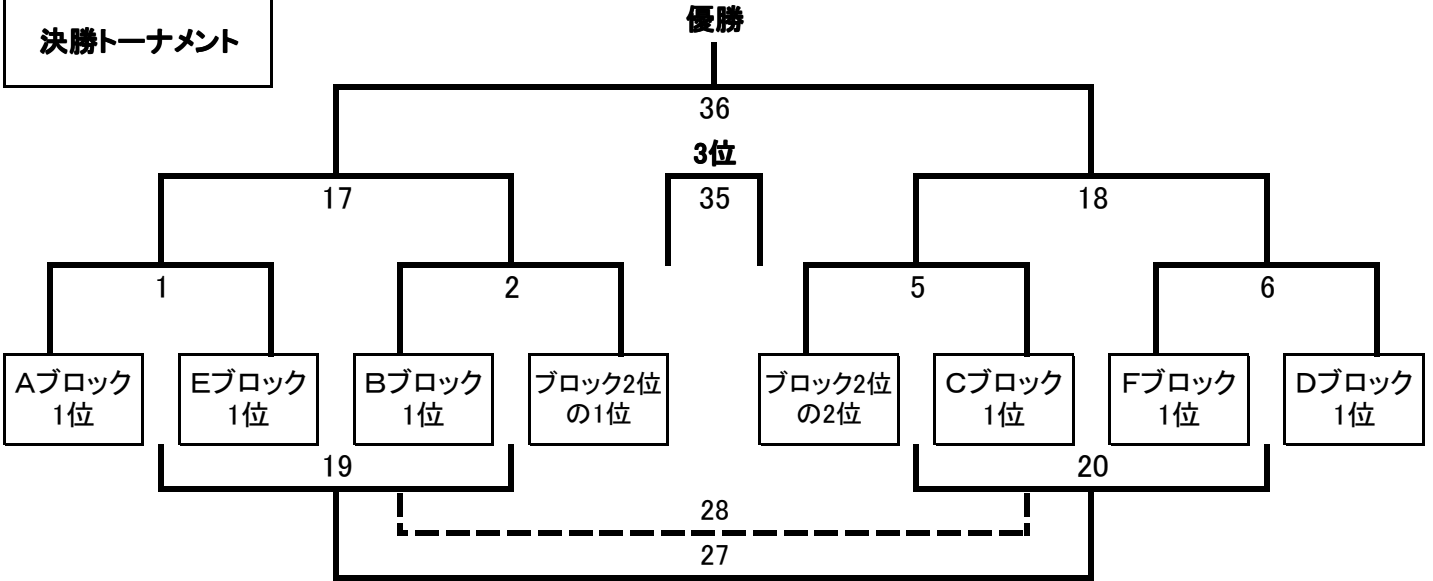 優勝
決勝トーナメント
36
3位
17
35
18
1
2
5
6
Aブロック
1位
Eブロック
1位
Bブロック
1位
ブロック2位
の1位
ブロック2位
の2位
Cブロック
1位
Fブロック
1位
Dブロック
1位
19
20
28
27